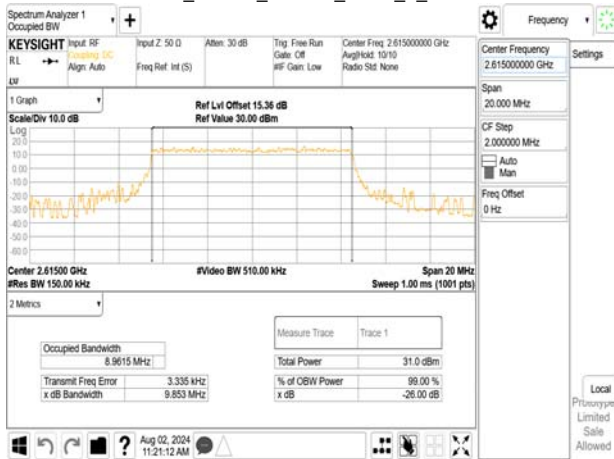 Spectrum Analyzer 1
Occupied BW
+
Frequency
KEYSIGHT
RL
Input: RF
Coupling: DC
Align: Auto
Input Z: 50 Ω
Freq Ref: Int (S)
Atten: 30 dB
Trig: Free Run
Gate: Off
#IF Gain: Low
Center Freq: 2.615000000 GHz
Avg|Hold: 10/10
Radio Std: None
Center Frequency
2.615000000 GHz
Settings
Span
20.000 MHz
CF Step
2.000000 MHz
Auto
Man
Freq Offset
0 Hz
1 Graph
Scale/Div 10.0 dB
Ref Lvl Offset 15.36 dB
Ref Value 30.00 dBm
Log
20.0
10.0
0.00
-10.0
-20.0
-30.0
-40.0
-50.0
-60.0
Center 2.61500 GHz
#Res BW 150.00 kHz
#Video BW 510.00 kHz
Span 20 MHz
Sweep 1.00 ms (1001 pts)
2 Metrics
Measure Trace
Trace 1
Occupied Bandwidth
8.9615 MHz
Total Power
31.0 dBm
Transmit Freq Error
3.335 kHz
% of OBW Power
99.00 %
x dB Bandwidth
9.853 MHz
x dB
-26.00 dB
Local
Prototype
Limited
Sale
Allowed
?
Aug 02, 2024
11:21:12 AM